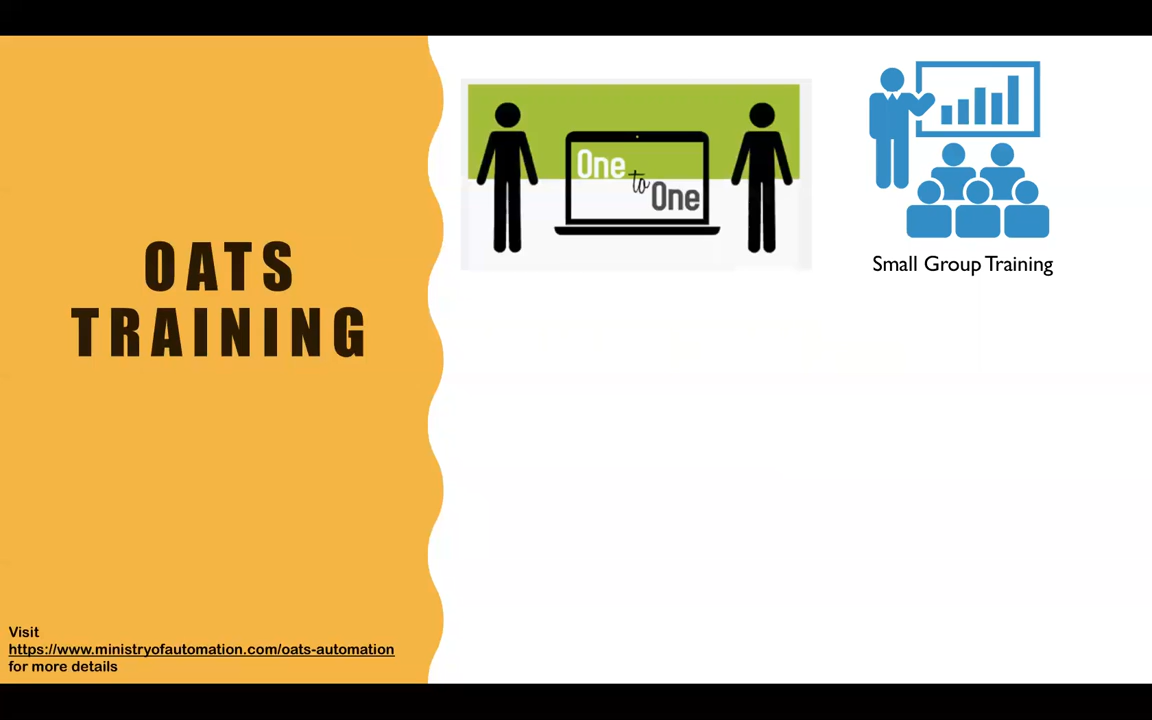 OATS
TRAINING
One
to
One
Small Group Training
Visit
https://www.ministryofautomation.com/oats-automation
for more details